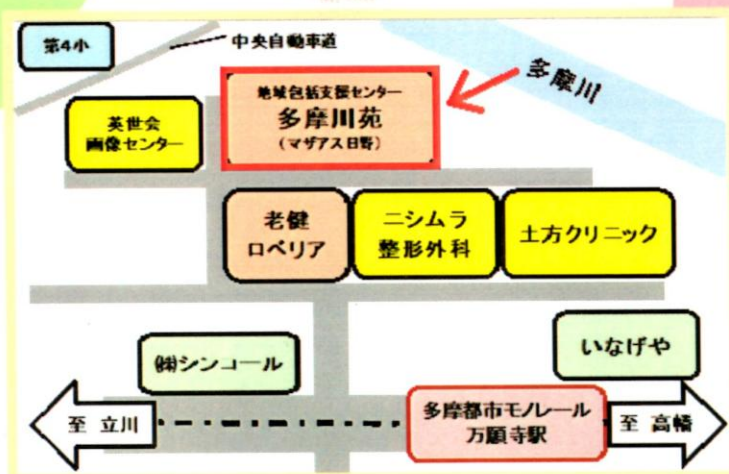 第4小
中央自動車道
多摩川
地域包括支援センター
多摩川苑
(マザアス日野)
英世会
画像センター
老健
ロベリア
ニシムラ
整形外科
土方クリニック
㈱シンコール
いなげや
至 立川
多摩都市モノレール
万願寺駅
至 高幡